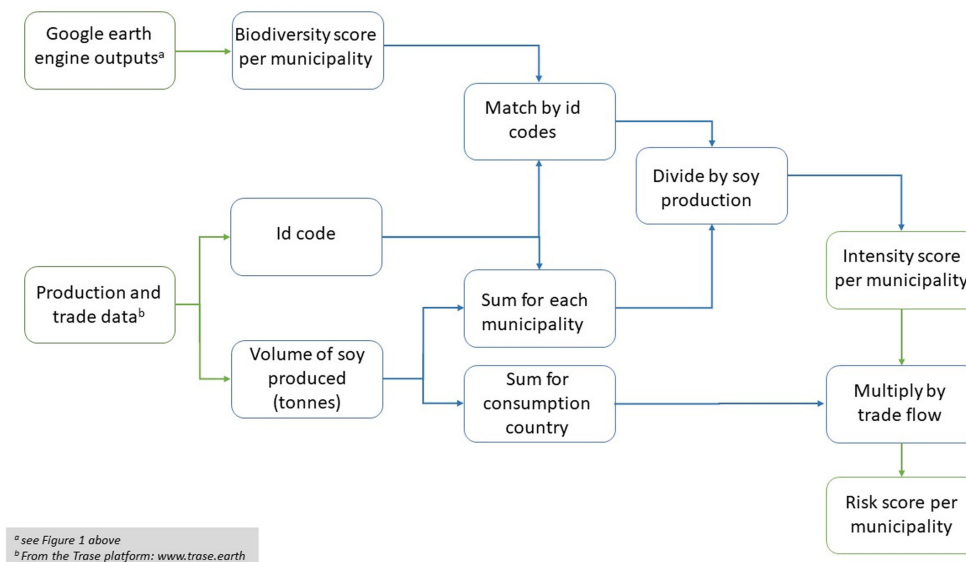 Google earth
engine outputsᵃ
Biodiversity score
per municipality
Match by id
codes
Divide by soy
production
Id code
Intensity score
per municipality
Production and
trade dataᵇ
Sum for each
municipality
Volume of soy
produced
(tonnes)
Sum for
consumption
country
Multiply by
trade flow
Risk score per
municipality
ᵃ see Figure 1 above
ᵇ From the Trase platform: www.trase.earth